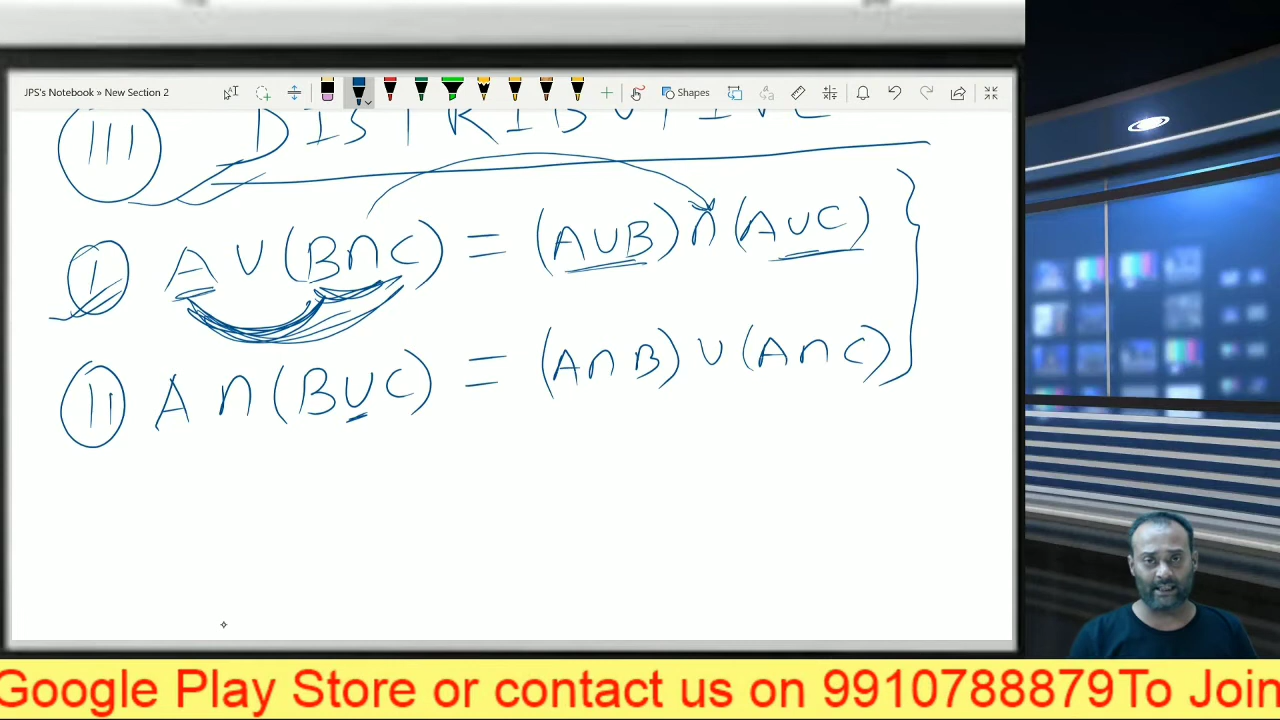 JPS's Notebook » New Section 2
Shapes
III DISTRIBUTIVE
I A ∪ (B ∩ C) = (A ∪ B) ∩ (A ∪ C)
II A ∩ (B ∪ C) = (A ∩ B) ∪ (A ∩ C)
Google Play Store or contact us on 9910788879To Join